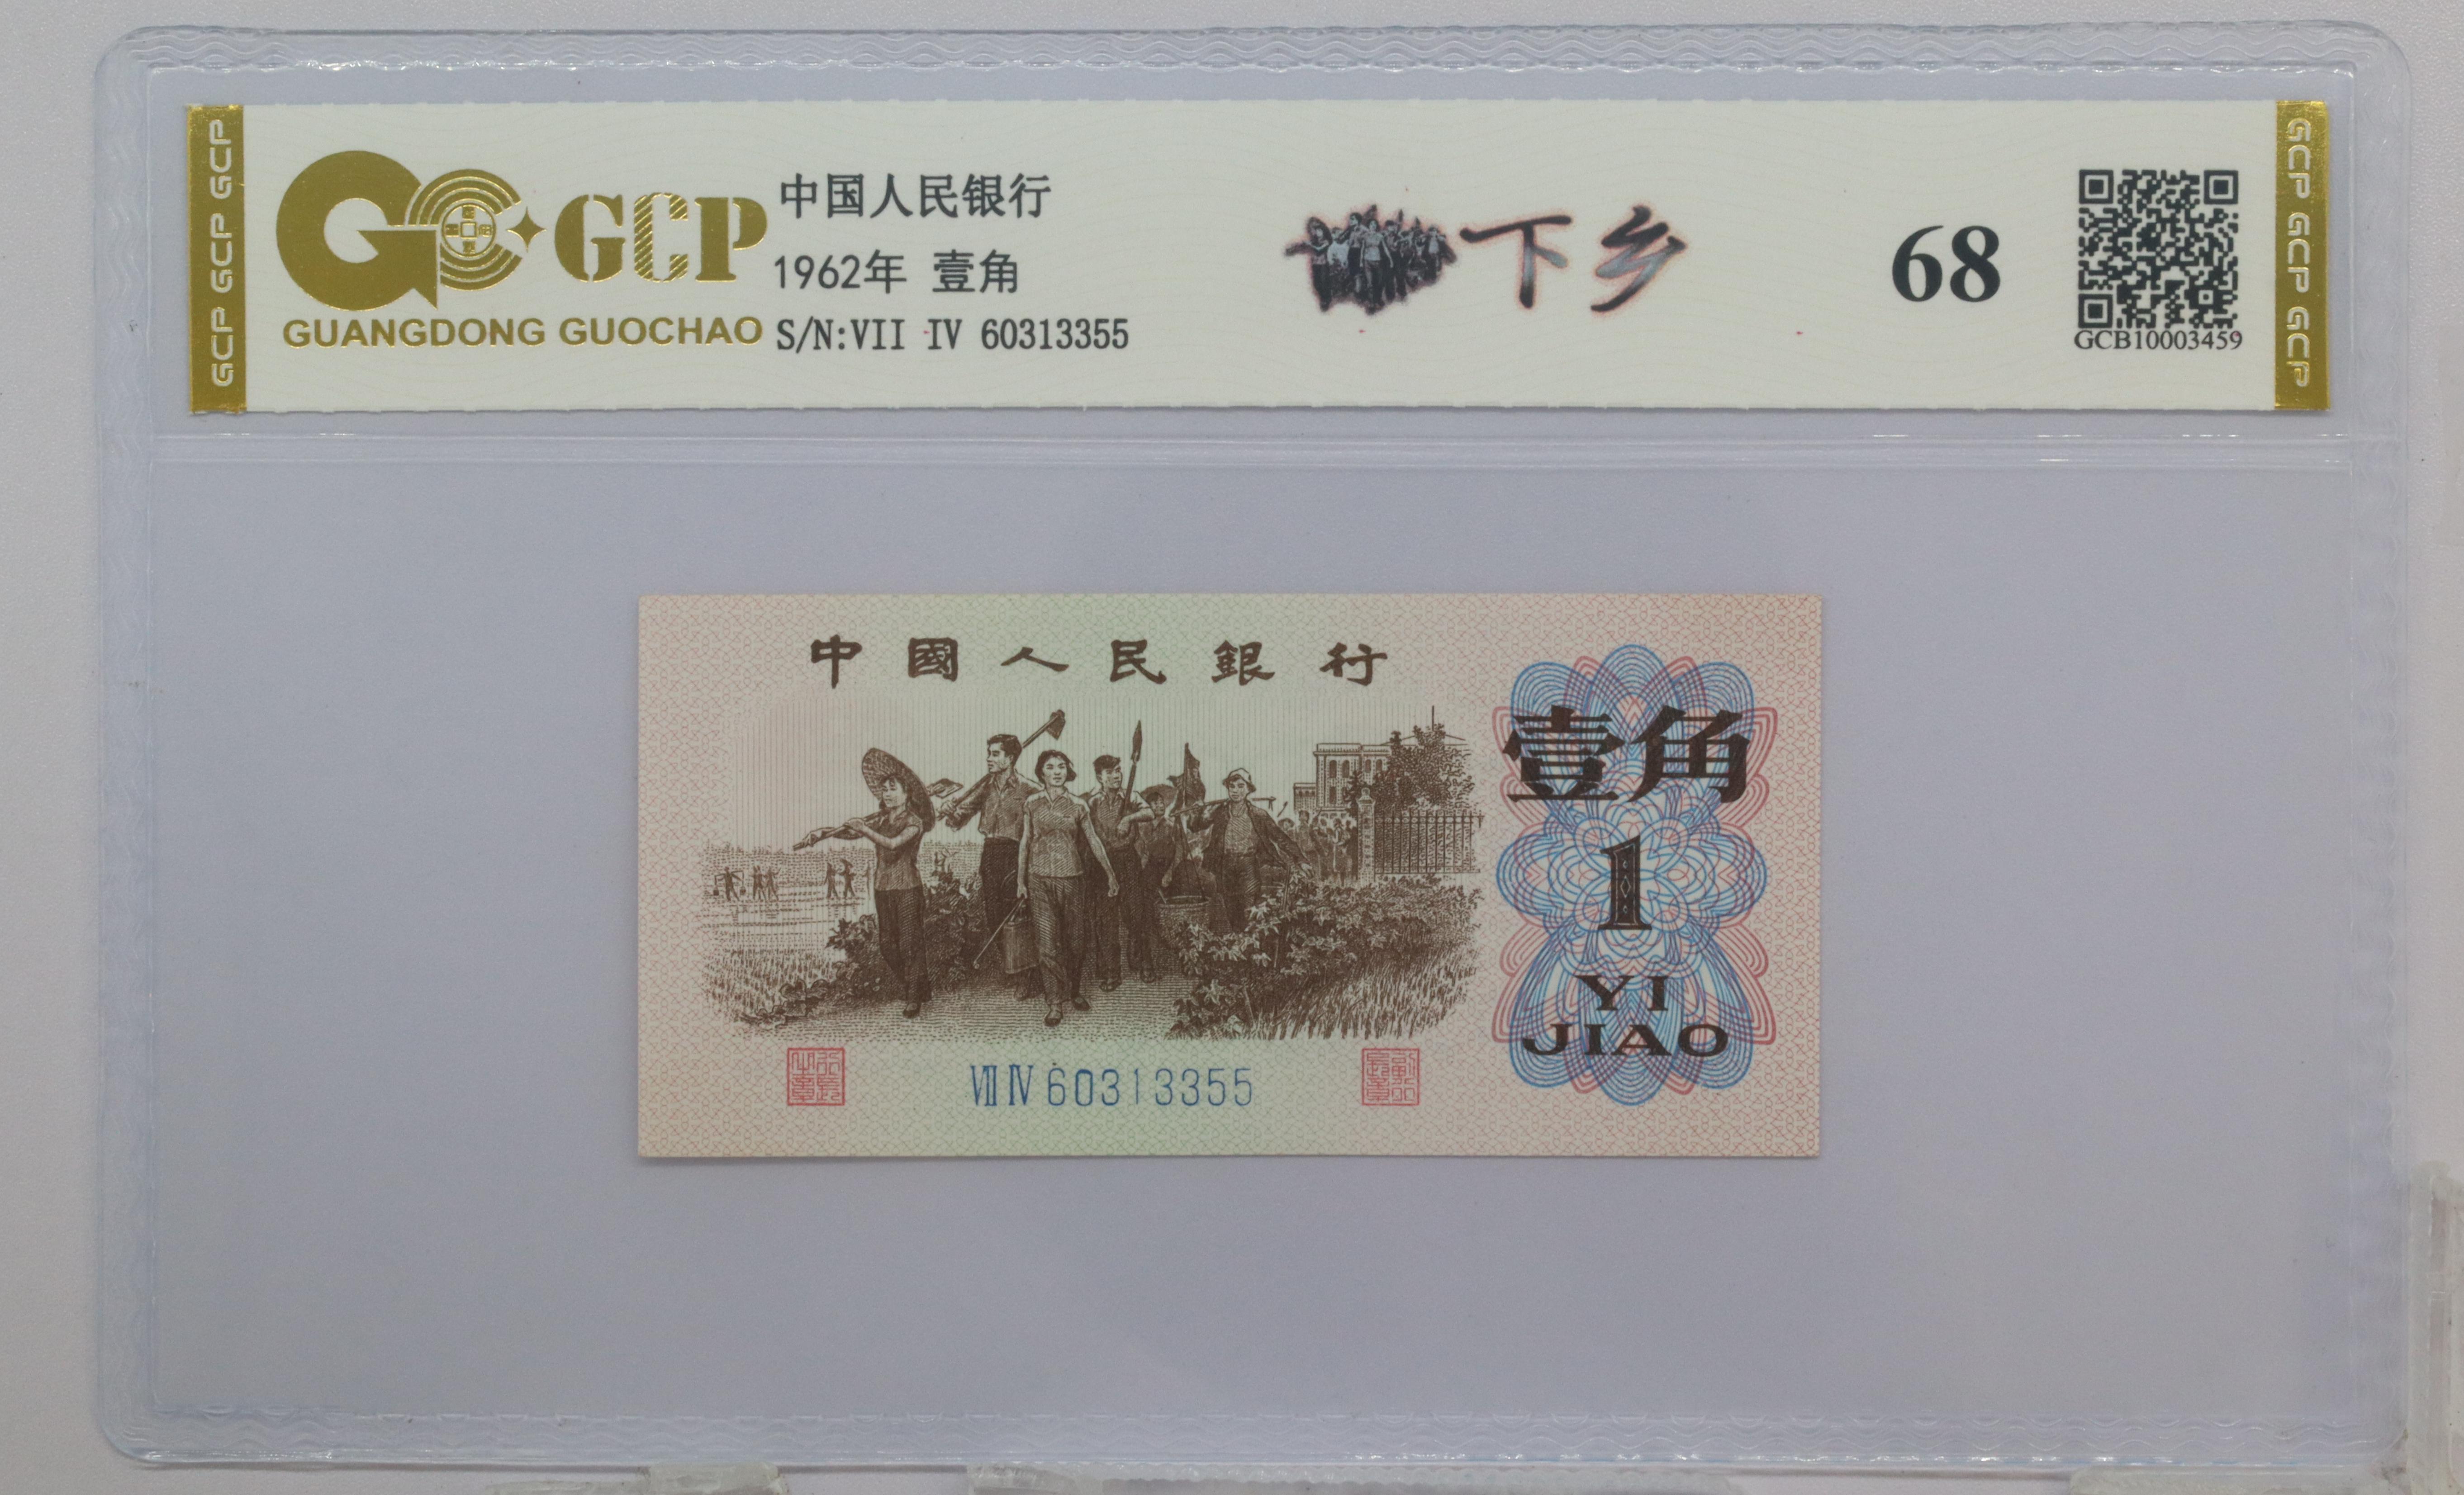 GCP GCP GCP
GCP
GUANGDONG GUOCHAO
中国人民银行
1962年 壹角
S/N:VII IV 60313355
下乡
68
GCB10003459
GCP GCP GCP
中國人民銀行
壹角
1
YI
JIAO
Ⅶ Ⅳ 60313355